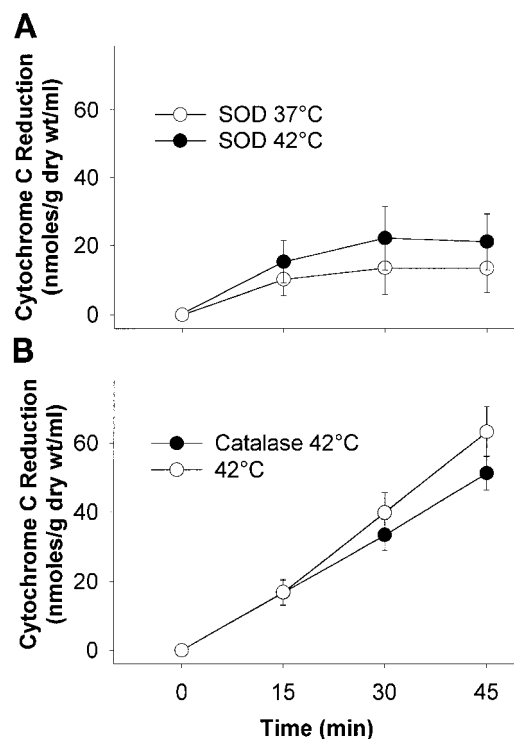 A
Cytochrome C Reduction
(nmoles/g dry wt/ml)
60
40
20
0
SOD 37°C
SOD 42°C
B
Cytochrome C Reduction
(nmoles/g dry wt/ml)
60
40
20
0
Catalase 42°C
42°C
0 15 30 45
Time (min)